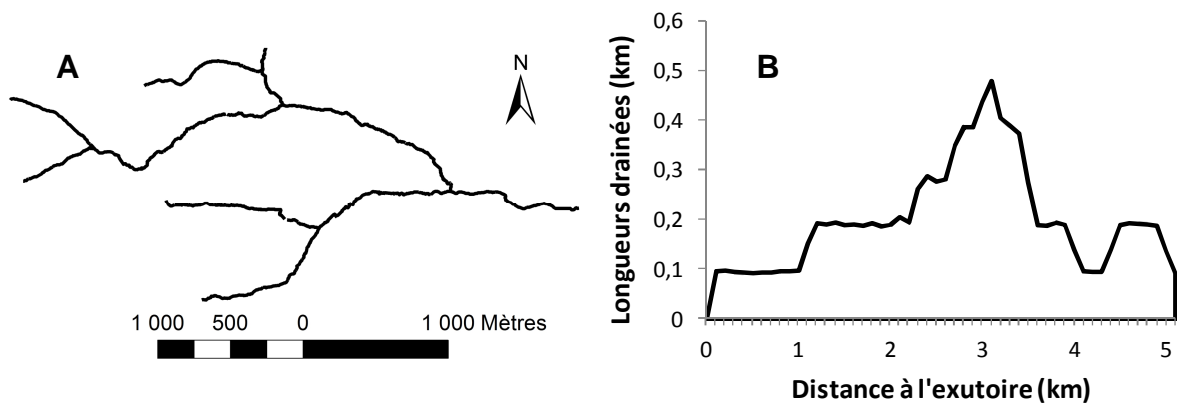 A
N
1 000 500 0 1 000 Mètres
B
Longueurs drainées (km)
0,6
0,5
0,4
0,3
0,2
0,1
0
0 1 2 3 4 5
Distance à l'exutoire (km)